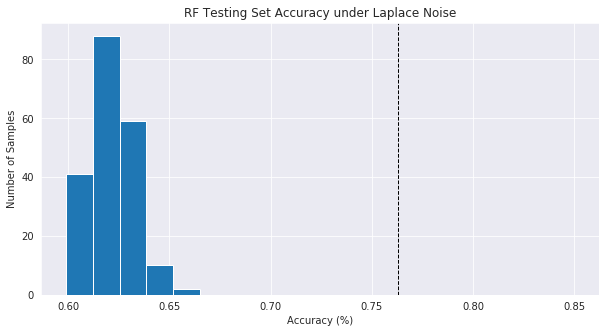 RF Testing Set Accuracy under Laplace Noise
Number of Samples
80
60
40
20
0
0.60 0.65 0.70 0.75 0.80 0.85
Accuracy (%)